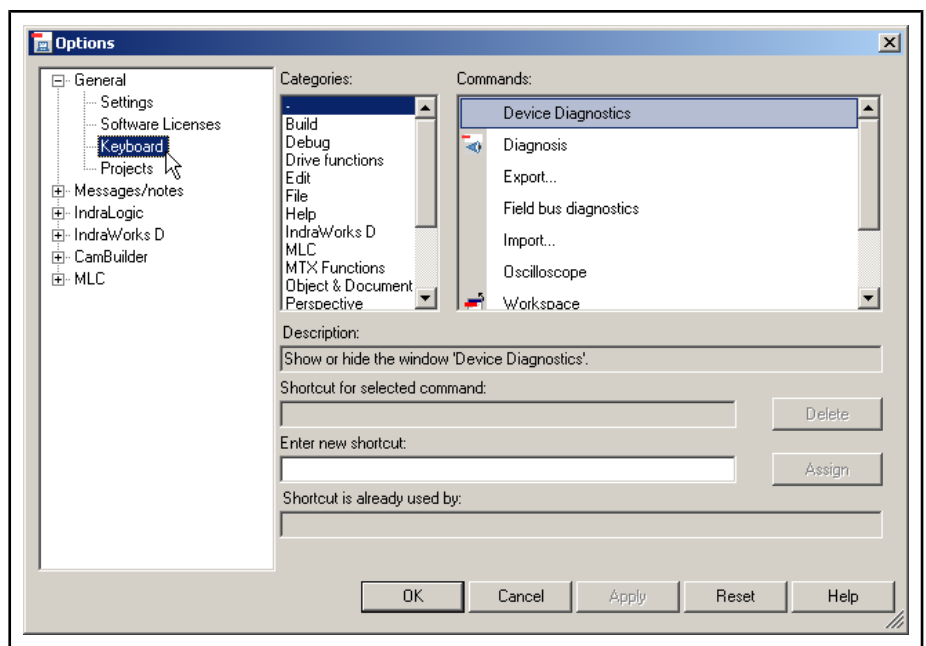 Options
General
Settings
Software Licenses
Keyboard
Projects
Messages/notes
IndraLogic
IndraWorks D
CamBuilder
MLC
Categories:
-
Build
Debug
Drive functions
Edit
File
Help
IndraWorks D
MLC
MTX Functions
Object & Document
Perspective
Commands:
Device Diagnostics
Diagnosis
Export...
Field bus diagnostics
Import...
Oscilloscope
Workspace
Description:
Show or hide the window 'Device Diagnostics'.
Shortcut for selected command:
Delete
Enter new shortcut:
Assign
Shortcut is already used by:
OK Cancel Apply Reset Help